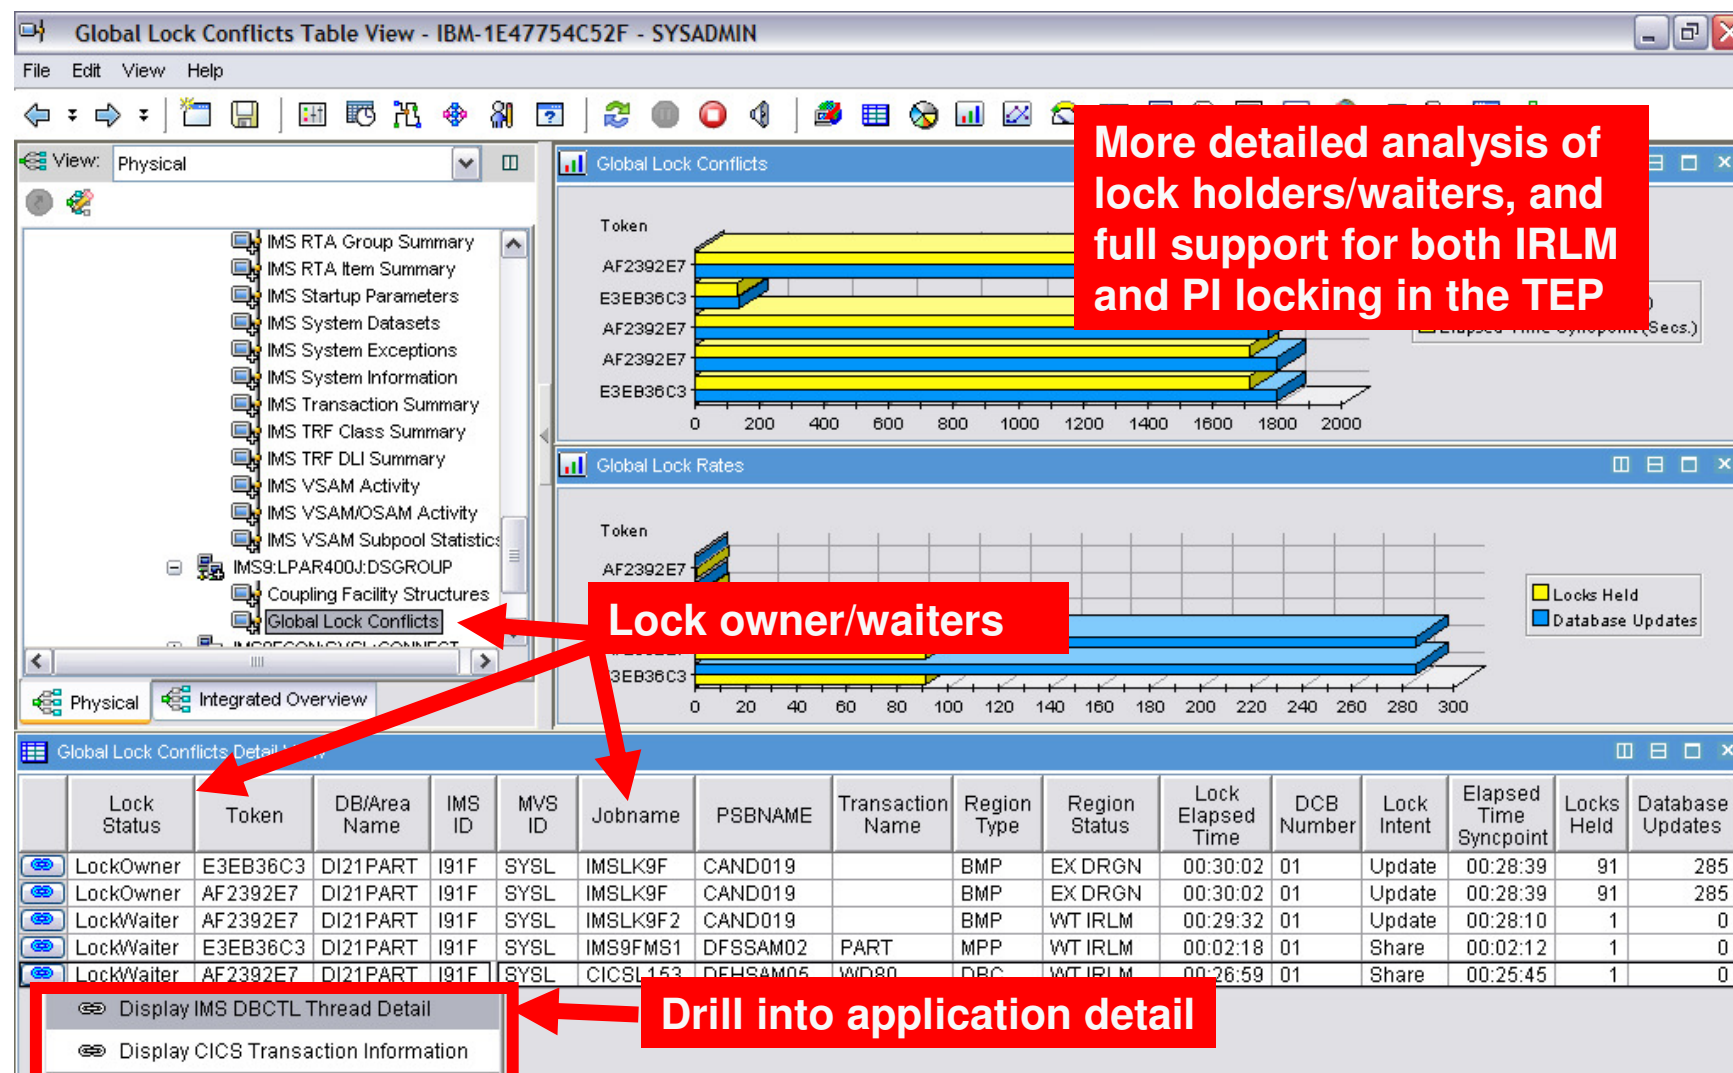 Global Lock Conflicts Table View - IBM-1E47754C52F - SYSADMIN
File Edit View Help
View: Physical
IMS RTA Group Summary
IMS RTA Item Summary
IMS Startup Parameters
IMS System Datasets
IMS System Exceptions
IMS System Information
IMS Transaction Summary
IMS TRF Class Summary
IMS TRF DLI Summary
IMS VSAM Activity
IMS VSAM/OSAM Activity
IMS VSAM Subpool Statistics
IMS9:LPAR400J:DSGROUP
Coupling Facility Structures
Global Lock Conflicts
Physical Integrated Overview
Global Lock Conflicts
More detailed analysis of
lock holders/waiters, and
full support for both IRLM
and PI locking in the TEP
Token
AF2392E7
E3EB36C3
AF2392E7
AF2392E7
E3EB36C3
0 200 400 600 800 1000 1200 1400 1600 1800 2000
Elapsed Time Syncpoint (Secs.)
Global Lock Rates
Token
AF2392E7
Lock owner/waiters
3EB36C3
0 20 40 60 80 100 120 140 160 180 200 220 240 260 280 300
Locks Held
Database Updates
Global Lock Conflicts Detail
Lock Status Token DB/Area Name IMS ID MVS ID Jobname PSBNAME Transaction Name Region Type Region Status Lock Elapsed Time DCB Number Lock Intent Elapsed Time Syncpoint Locks Held Database Updates
LockOwner E3EB36C3 DI21PART I91F SYSL IMSLK9F CAND019 BMP EX DRGN 00:30:02 01 Update 00:28:39 91 285
LockOwner AF2392E7 DI21PART I91F SYSL IMSLK9F CAND019 BMP EX DRGN 00:30:02 01 Update 00:28:39 91 285
LockWaiter AF2392E7 DI21PART I91F SYSL IMSLK9F2 CAND019 BMP WT IRLM 00:29:32 01 Update 00:28:10 1 0
LockWaiter E3EB36C3 DI21PART I91F SYSL IMS9FMS1 DFSSAM02 PART MPP WT IRLM 00:02:18 01 Share 00:02:12 1 0
LockWaiter AF2392E7 DI21PART I91F SYSL CICSL153 DFHSAM05 WD80 DBC WT IRLM 00:26:59 01 Share 00:25:45 1 0
Display IMS DBCTL Thread Detail
Display CICS Transaction Information
Drill into application detail